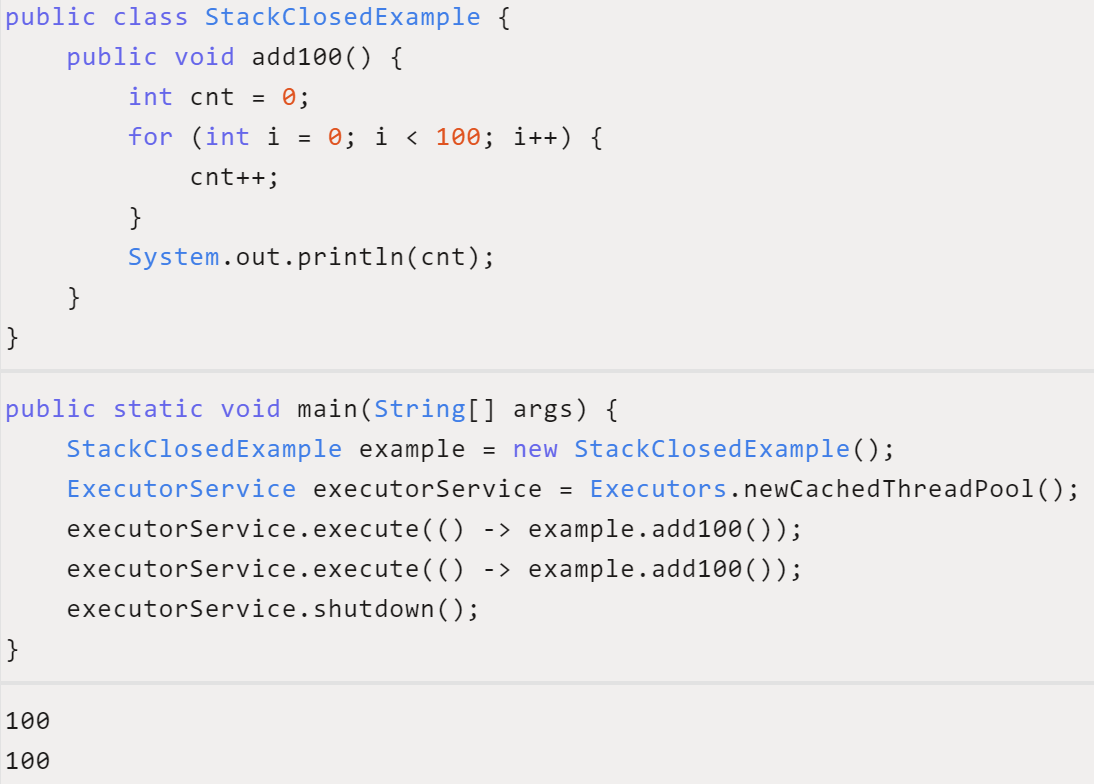 public class StackClosedExample {
    public void add100() {
        int cnt = 0;
        for (int i = 0; i < 100; i++) {
            cnt++;
        }
        System.out.println(cnt);
    }
}
public static void main(String[] args) {
    StackClosedExample example = new StackClosedExample();
    ExecutorService executorService = Executors.newCachedThreadPool();
    executorService.execute(() -> example.add100());
    executorService.execute(() -> example.add100());
    executorService.shutdown();
}
100
100